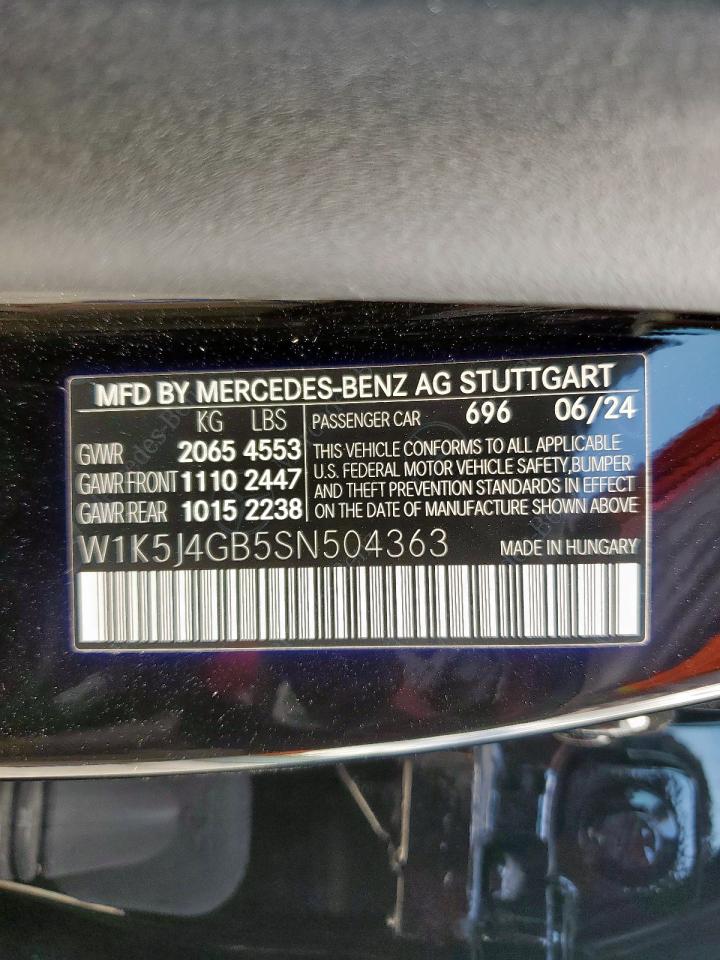 MFD BY MERCEDES-BENZ AG STUTTGART
KG LBS
GWR 2065 4553
GAWR FRONT 1110 2447
GAWR REAR 1015 2238
PASSENGER CAR 696 06/24
THIS VEHICLE CONFORMS TO ALL APPLICABLE
U.S. FEDERAL MOTOR VEHICLE SAFETY,BUMPER
AND THEFT PREVENTION STANDARDS IN EFFECT
ON THE DATE OF MANUFACTURE SHOWN ABOVE
W1K5J4GB5SN504363 MADE IN HUNGARY